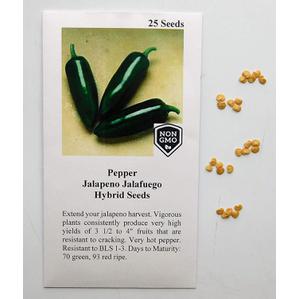 25 Seeds
NON
GMO
Pepper
Jalapeno Jalafuego
Hybrid Seeds
Extend your jalapeno harvest. Vigorous
plants consistently produce very high
yields of 3 1/2 to 4" fruits that are
resistant to cracking. Very hot pepper.
Resistant to BLS 1-3. Days to Maturity:
70 green, 93 red ripe.